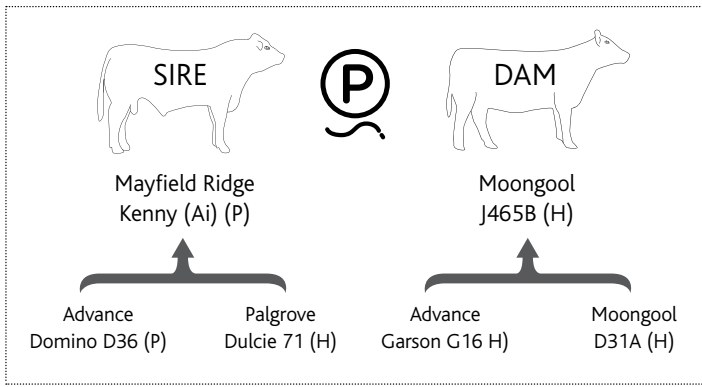 SIRE
P
DAM
Mayfield Ridge
Kenny (Ai) (P)
Moongool
J465B (H)
Advance
Domino D36 (P)
Palgrove
Dulcie 71 (H)
Advance
Garson G16 H)
Moongool
D31A (H)